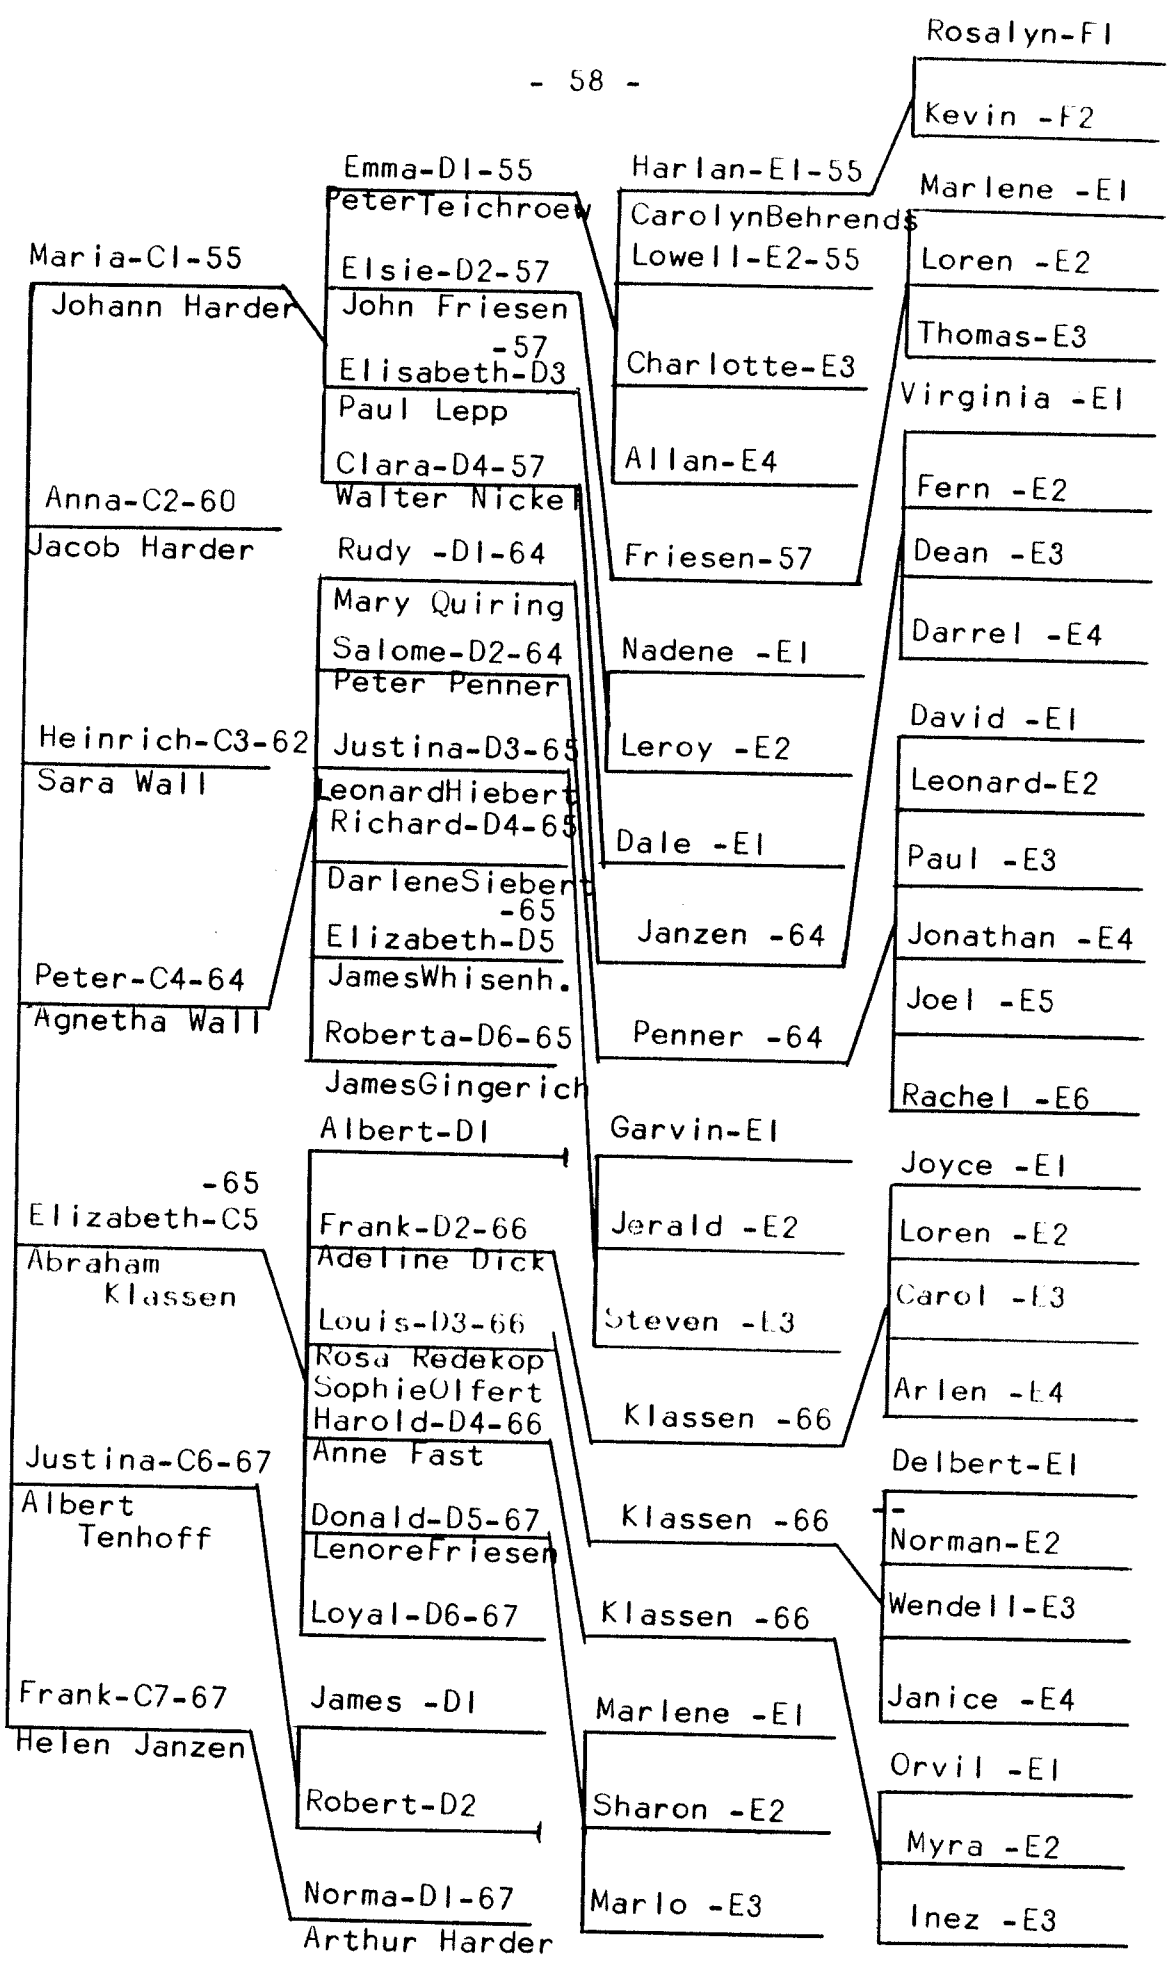 - 58 -
Maria-C1-55
Johann Harder
Anna-C2-60
Jacob Harder
Heinrich-C3-62
Sara Wall
Peter-C4-64
Agnetha Wall
-65
Elizabeth-C5
Abraham
Klassen
Justina-C6-67
Albert
Tenhoff
Frank-C7-67
Helen Janzen
Emma-D1-55
PeterTeichroew
Elsie-D2-57
John Friesen
-57
Elisabeth-D3
Paul Lepp
Clara-D4-57
Walter Nickel
Rudy -D1-64
Mary Quiring
Salome-D2-64
Peter Penner
Justina-D3-65
LeonardHiebert
Richard-D4-65
DarleneSiebert
-65
Elizabeth-D5
JamesWhisenh.
Roberta-D6-65
JamesGingerich
Albert-D1
Frank-D2-66
Adeline Dick
Louis-D3-66
Rosa Redekop
SophieOlfert
Harold-D4-66
Anne Fast
Donald-D5-67
LenoreFriesen
Loyal-D6-67
James -D1
Robert-D2
Norma-D1-67
Arthur Harder
Harlan-E1-55
CarolynBehrends
Lowell-E2-55
Charlotte-E3
Allan-E4
Friesen-57
Nadene -E1
Leroy -E2
Dale -E1
Janzen -64
Penner -64
Garvin-E1
Jerald -E2
Steven -E3
Klassen -66
Klassen -66
Klassen -66
Marlene -E1
Sharon -E2
Marlo -E3
Rosalyn-F1
Kevin -F2
Marlene -E1
Loren -E2
Thomas-E3
Virginia -E1
Fern -E2
Dean -E3
Darrel -E4
David -E1
Leonard-E2
Paul -E3
Jonathan -E4
Joel -E5
Rachel -E6
Joyce -E1
Loren -E2
Carol -E3
Arlen -E4
Delbert-E1
Norman-E2
Wendell-E3
Janice -E4
Orvil -E1
Myra -E2
Inez -E3